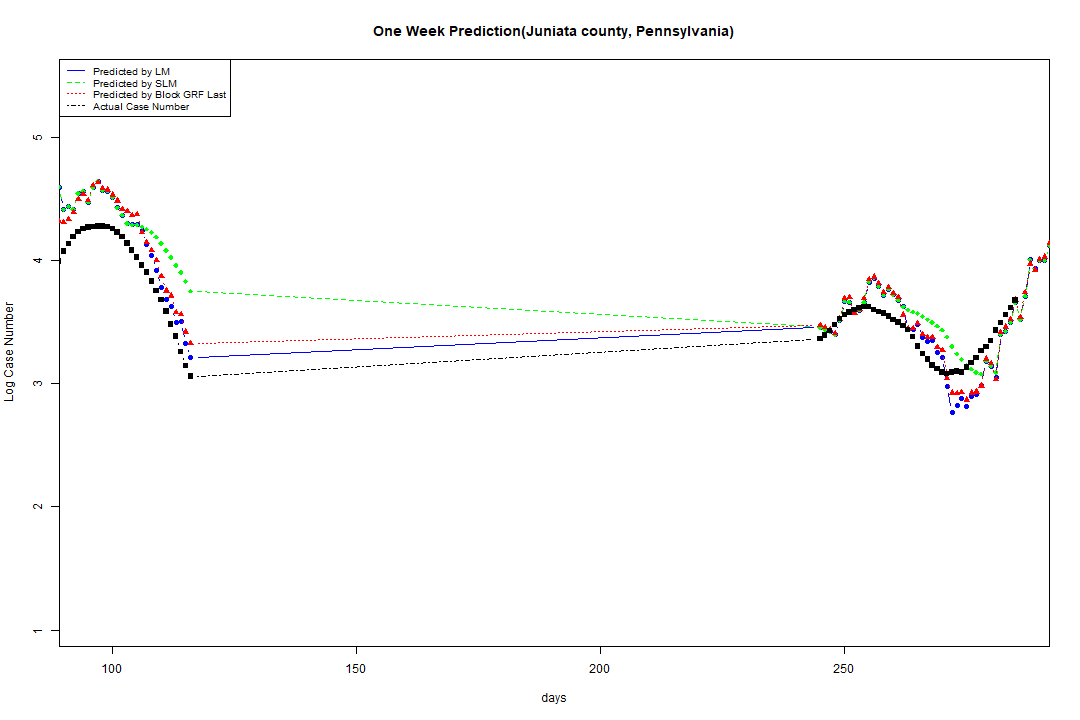 One Week Prediction(Juniata county, Pennsylvania)
Predicted by LM
Predicted by SLM
Predicted by Block GRF Last
Actual Case Number
5
4
3
2
1
Log Case Number
100 150 200 250
days